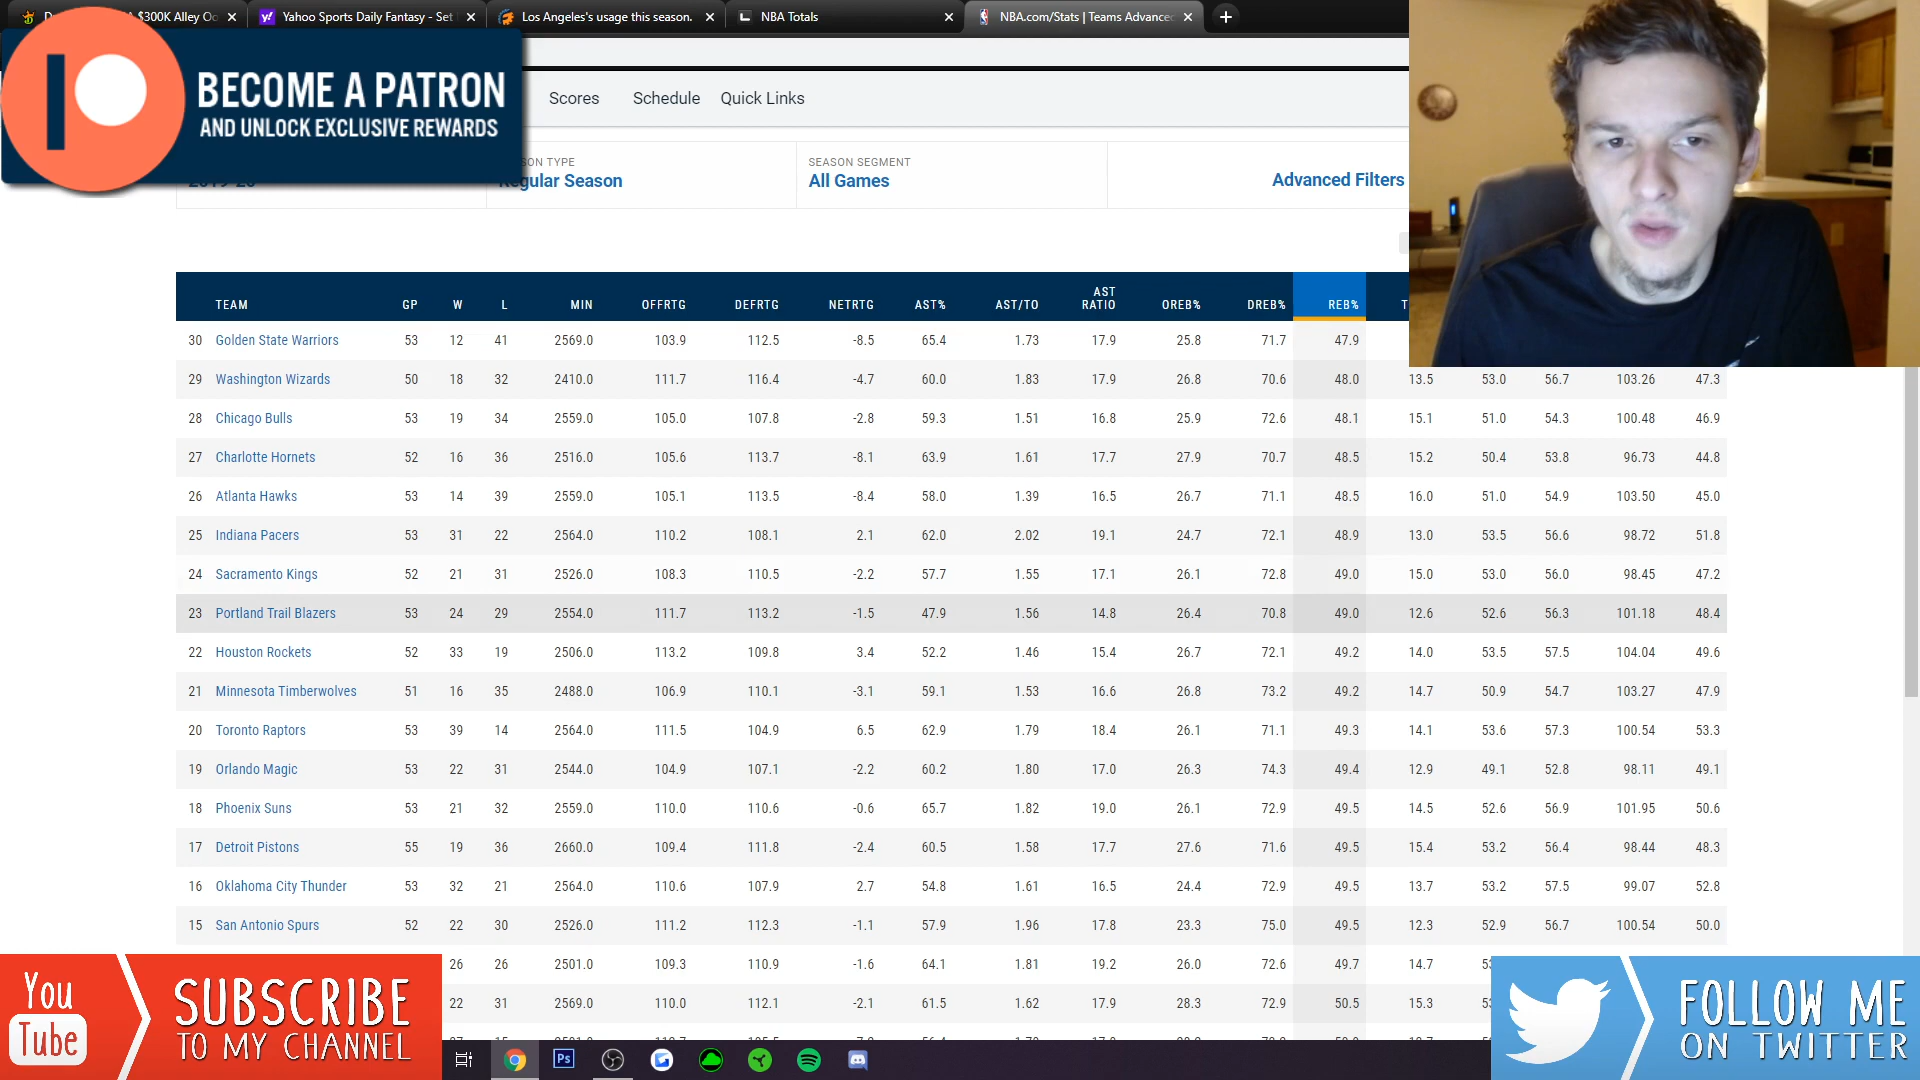 $300K Alley Oo
Yahoo Sports Daily Fantasy - Set
Los Angeles's usage this season.
NBA Totals
NBA.com/Stats | Teams Advanced
BECOME A PATRON
AND UNLOCK EXCLUSIVE REWARDS
Scores Schedule Quick Links
SON TYPE
Regular Season
SEASON SEGMENT
All Games
Advanced Filters
2019-20
TEAM GP W L MIN OFFRTG DEFRTG NETRTG AST% AST/TO AST RATIO OREB% DREB% REB% T
30 Golden State Warriors 53 12 41 2569.0 103.9 112.5 -8.5 65.4 1.73 17.9 25.8 71.7 47.9
29 Washington Wizards 50 18 32 2410.0 111.7 116.4 -4.7 60.0 1.83 17.9 26.8 70.6 48.0 13.5 53.0 56.7 103.26 47.3
28 Chicago Bulls 53 19 34 2559.0 105.0 107.8 -2.8 59.3 1.51 16.8 25.9 72.6 48.1 15.1 51.0 54.3 100.48 46.9
27 Charlotte Hornets 52 16 36 2516.0 105.6 113.7 -8.1 63.9 1.61 17.7 27.9 70.7 48.5 15.2 50.4 53.8 96.73 44.8
26 Atlanta Hawks 53 14 39 2559.0 105.1 113.5 -8.4 58.0 1.39 16.5 26.7 71.1 48.5 16.0 51.0 54.9 103.50 45.0
25 Indiana Pacers 53 31 22 2564.0 110.2 108.1 2.1 62.0 2.02 19.1 24.7 72.1 48.9 13.0 53.5 56.6 98.72 51.8
24 Sacramento Kings 52 21 31 2526.0 108.3 110.5 -2.2 57.7 1.55 17.1 26.1 72.8 49.0 15.0 53.0 56.0 98.45 47.2
23 Portland Trail Blazers 53 24 29 2554.0 111.7 113.2 -1.5 47.9 1.56 14.8 26.4 70.8 49.0 12.6 52.6 56.3 101.18 48.4
22 Houston Rockets 52 33 19 2506.0 113.2 109.8 3.4 52.2 1.46 15.4 26.7 72.1 49.2 14.0 53.5 57.5 104.04 49.6
21 Minnesota Timberwolves 51 16 35 2488.0 106.9 110.1 -3.1 59.1 1.53 16.6 26.8 73.2 49.2 14.7 50.9 54.7 103.27 47.9
20 Toronto Raptors 53 39 14 2564.0 111.5 104.9 6.5 62.9 1.79 18.4 26.1 71.1 49.3 14.1 53.6 57.3 100.54 53.3
19 Orlando Magic 53 22 31 2544.0 104.9 107.1 -2.2 60.2 1.80 17.0 26.3 74.3 49.4 12.9 49.1 52.8 98.11 49.1
18 Phoenix Suns 53 21 32 2559.0 110.0 110.6 -0.6 65.7 1.82 19.0 26.1 72.9 49.5 14.5 52.6 56.9 101.95 50.6
17 Detroit Pistons 55 19 36 2660.0 109.4 111.8 -2.4 60.5 1.58 17.7 27.6 71.6 49.5 15.4 53.2 56.4 98.44 48.3
16 Oklahoma City Thunder 53 32 21 2564.0 110.6 107.9 2.7 54.8 1.61 16.5 24.4 72.9 49.5 13.7 53.2 57.5 99.07 52.8
15 San Antonio Spurs 52 22 30 2526.0 111.2 112.3 -1.1 57.9 1.96 17.8 23.3 75.0 49.5 12.3 52.9 56.7 100.54 50.0
26 26 2501.0 109.3 110.9 -1.6 64.1 1.81 19.2 26.0 72.6 49.7 14.7
22 31 2569.0 110.0 112.1 -2.1 61.5 1.62 17.9 28.3 72.9 50.5 15.3
You
Tube
SUBSCRIBE
TO MY CHANNEL
FOLLOW ME
ON TWITTER
Ps